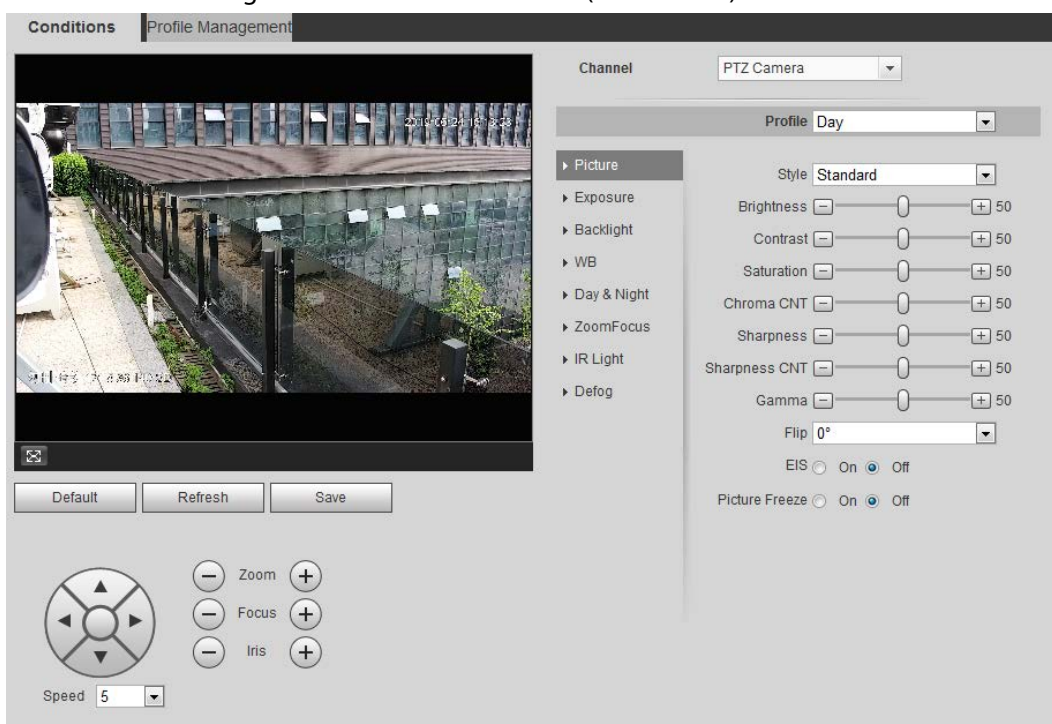 Conditions
Profile Management
Channel PTZ Camera
Profile Day
Picture
Exposure
Backlight
WB
Day & Night
ZoomFocus
IR Light
Defog
Style Standard
Brightness 50
Contrast 50
Saturation 50
Chroma CNT 50
Sharpness 50
Sharpness CNT 50
Gamma 50
Flip 0°
EIS On Off
Picture Freeze On Off
Default Refresh Save
Zoom
Focus
Iris
Speed 5